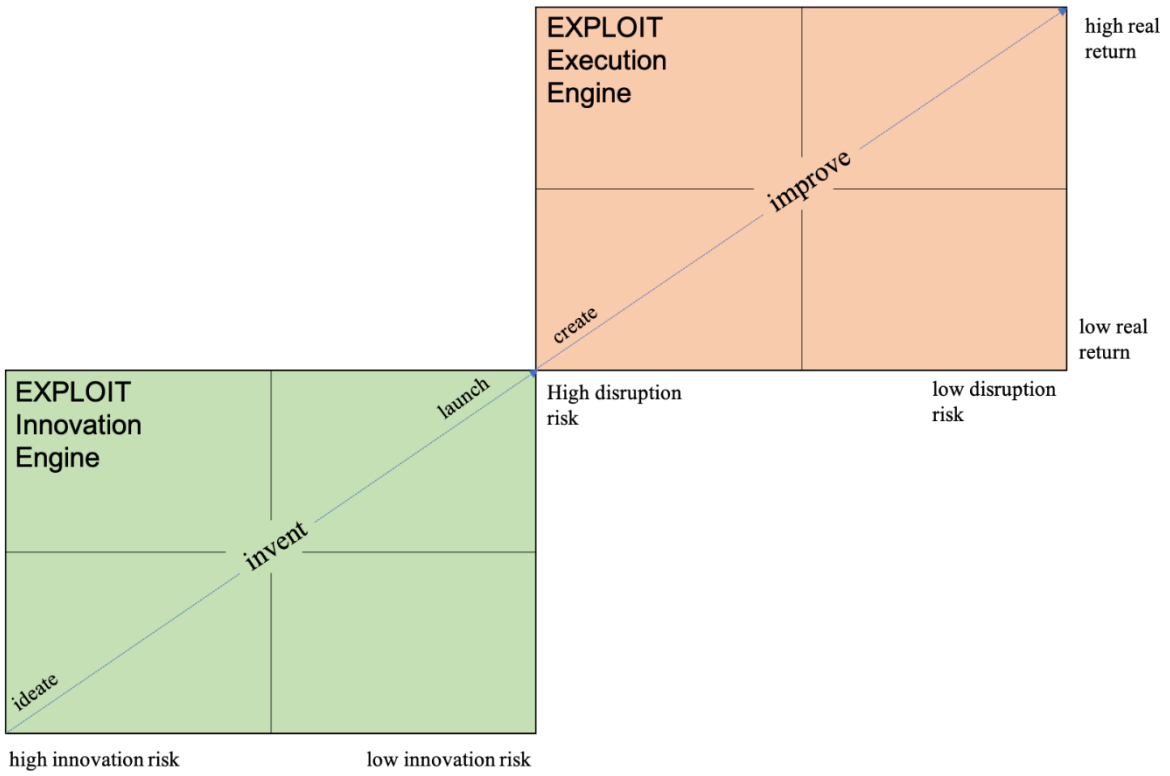 EXPLOIT
Execution
Engine
high real
return
improve
create
low real
return
High disruption
risk
low disruption
risk
EXPLOIT
Innovation
Engine
launch
invent
ideate
high innovation risk
low innovation risk